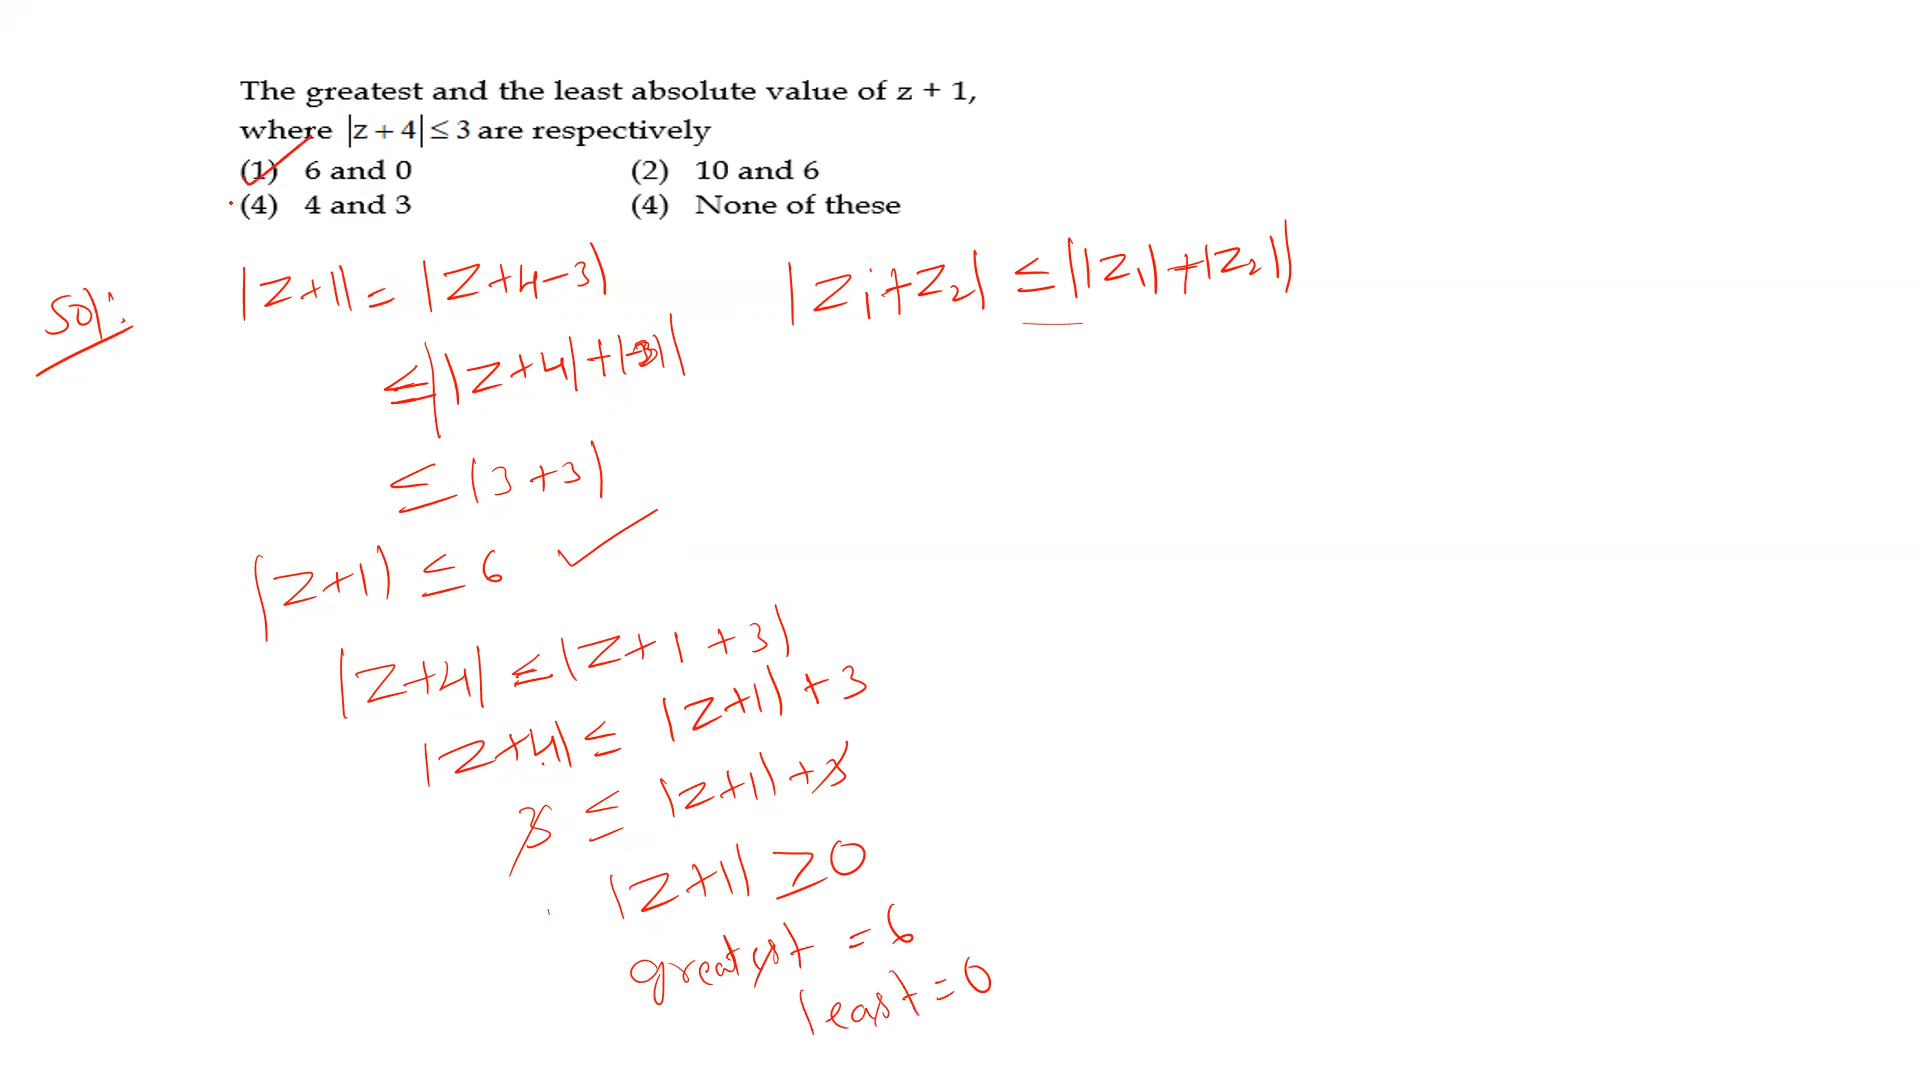 The greatest and the least absolute value of z + 1,
where |z + 4| ≤ 3 are respectively
(1) 6 and 0 (2) 10 and 6
(4) 4 and 3 (4) None of these
Sol:
|z+1| = |z+4-3|
|z₁+z₂| ≤ ||z₁|+|z₂||
≤ ||z+4|+|-3||
≤ |3+3|
|z+1| ≤ 6
|z+4| ≤ |z+1+3|
|z+4| ≤ |z+1|+3
3 ≤ |z+1|+3
|z+1| ≥ 0
greatest = 6
least = 0